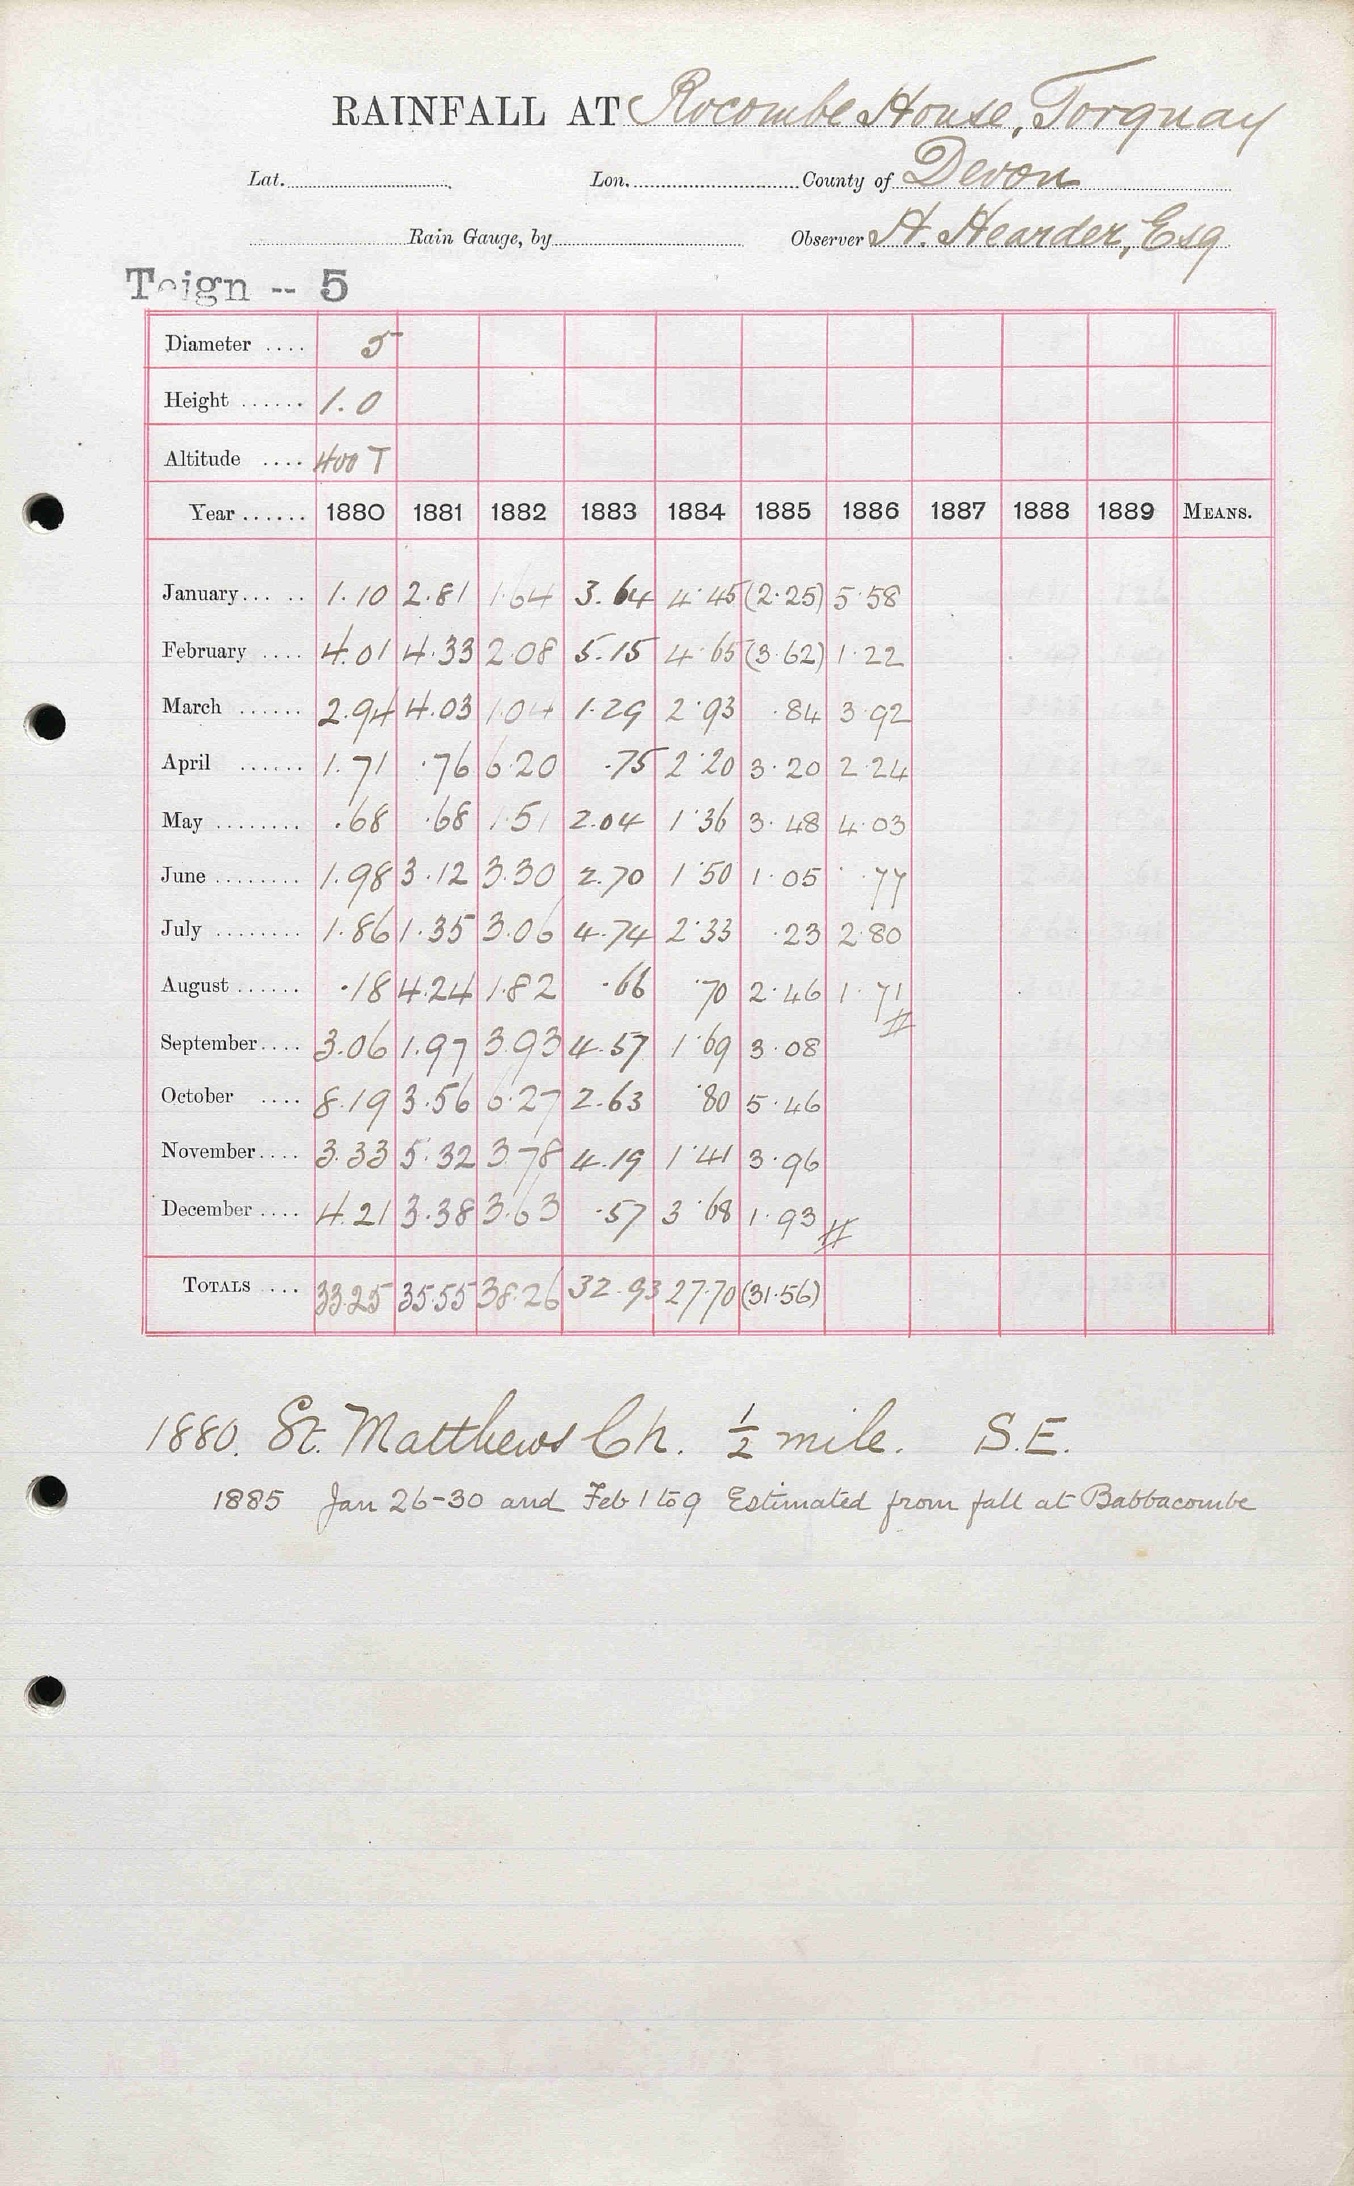 RAINFALL AT Rocombe House, Torquay
Lat. Lon. County of Devon
Rain Gauge, by Observer H. Hearder, Esq
Teign -- 5
Diameter .... 5
Height ...... 1.0
Altitude .... 400 T
Year ...... 1880 1881 1882 1883 1884 1885 1886 1887 1888 1889 MEANS.
January ... .. 1.10 2.81 1.64 3.64 4.45 (2.25) 5.58
February .... 4.01 4.33 2.08 5.15 4.65 (3.62) 1.22
March ...... 2.94 4.03 1.04 1.29 2.93 .84 3.92
April ...... 1.71 .76 6.20 .75 2.20 3.20 2.24
May ........ .68 .68 1.51 2.04 1.36 3.48 4.03
June ........ 1.98 3.12 3.30 2.70 1.50 1.05 .77
July ........ 1.86 1.35 3.06 4.74 2.33 .23 2.80
August ...... .18 4.24 1.82 .66 .70 2.46 1.71
September .... 3.06 1.97 3.93 4.57 1.69 3.08
October .... 8.19 3.56 6.27 2.63 .80 5.46
November .... 3.33 5.32 3.78 4.19 1.41 3.96
December .... 4.21 3.38 3.63 .57 3.68 1.93
TOTALS .... 33.25 35.55 38.26 32.93 27.70 (31.56)
1880. St. Matthews Ch. ½ mile. S.E.
1885 Jan 26-30 and Feb 1 to 9 Estimated from fall at Babbacombe